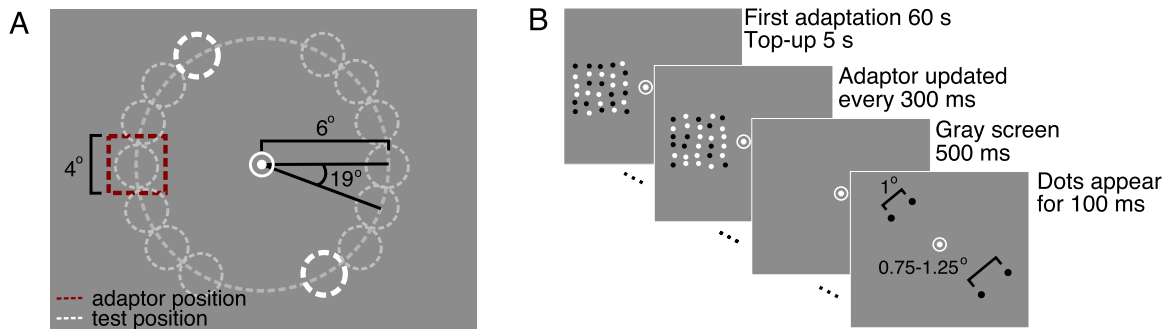 A
6°
4°
19°
adaptor position
test position
B
First adaptation 60 s
Top-up 5 s
Adaptor updated
every 300 ms
Gray screen
500 ms
Dots appear
for 100 ms
1°
0.75-1.25°